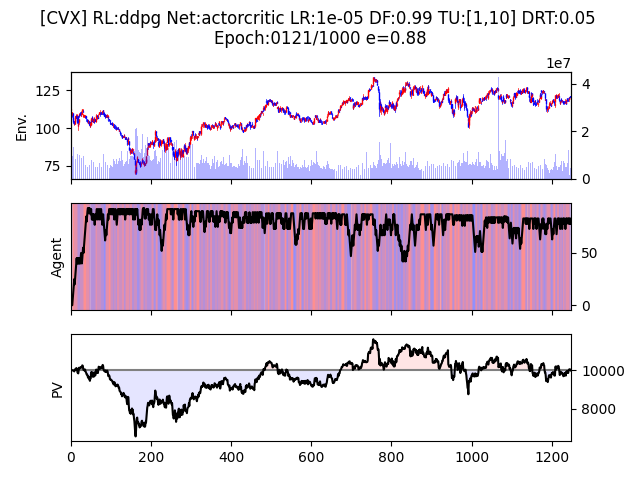 [CVX] RL:ddpg Net:actorcritic LR:1e-05 DF:0.99 TU:[1,10] DRT:0.05
Epoch:0121/1000 e=0.88
1e7
Env.
125
100
75
4
2
0
Agent
50
0
PV
10000
8000
0 200 400 600 800 1000 1200